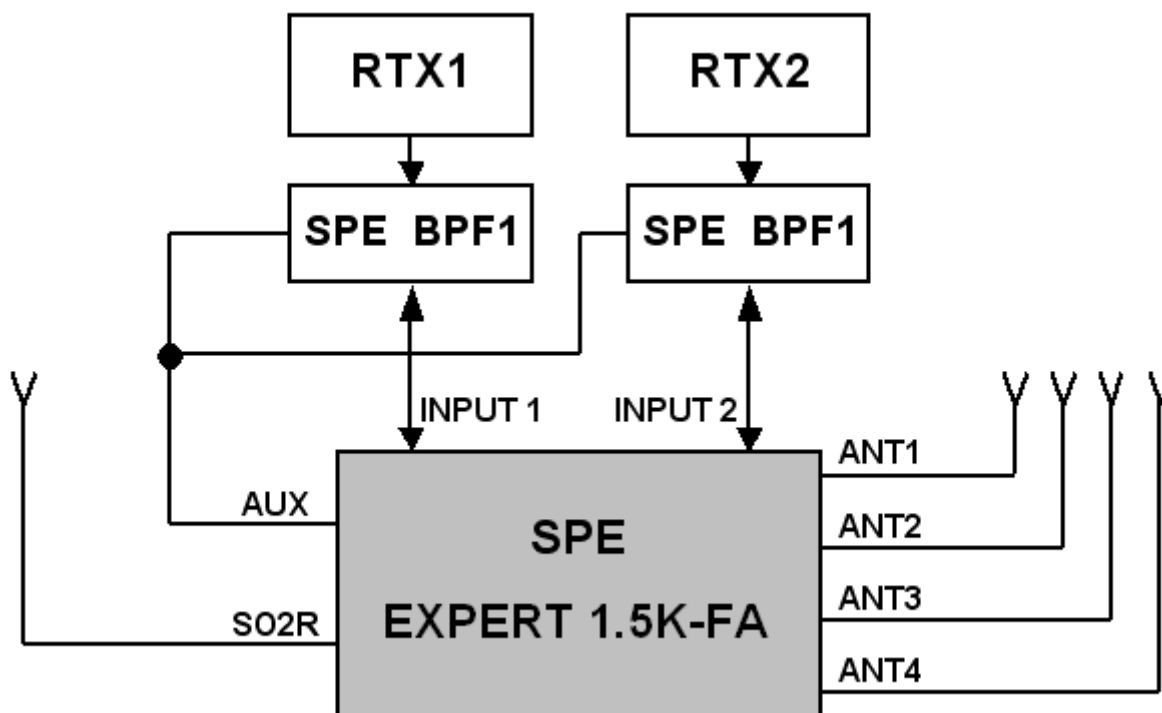 RTX1
RTX2
SPE BPF1
SPE BPF1
INPUT 1
INPUT 2
ANT1
AUX
SPE
ANT2
EXPERT 1.5K-FA
ANT3
SO2R
ANT4